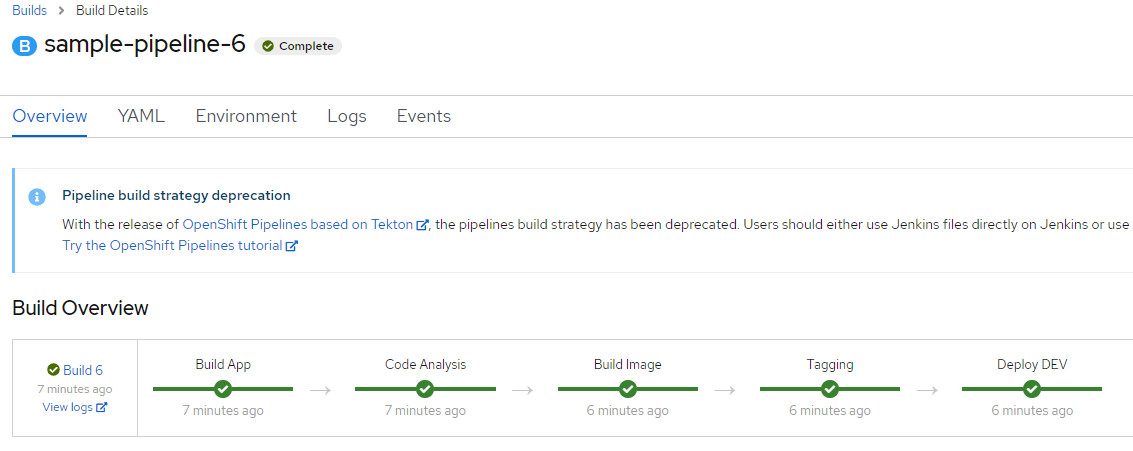 Builds > Build Details
B sample-pipeline-6 Complete
Overview YAML Environment Logs Events
Pipeline build strategy deprecation
With the release of OpenShift Pipelines based on Tekton, the pipelines build strategy has been deprecated. Users should either use Jenkins files directly on Jenkins or use
Try the OpenShift Pipelines tutorial
Build Overview
Build 6
7 minutes ago
View logs
Build App
7 minutes ago
Code Analysis
7 minutes ago
Build Image
6 minutes ago
Tagging
6 minutes ago
Deploy DEV
6 minutes ago